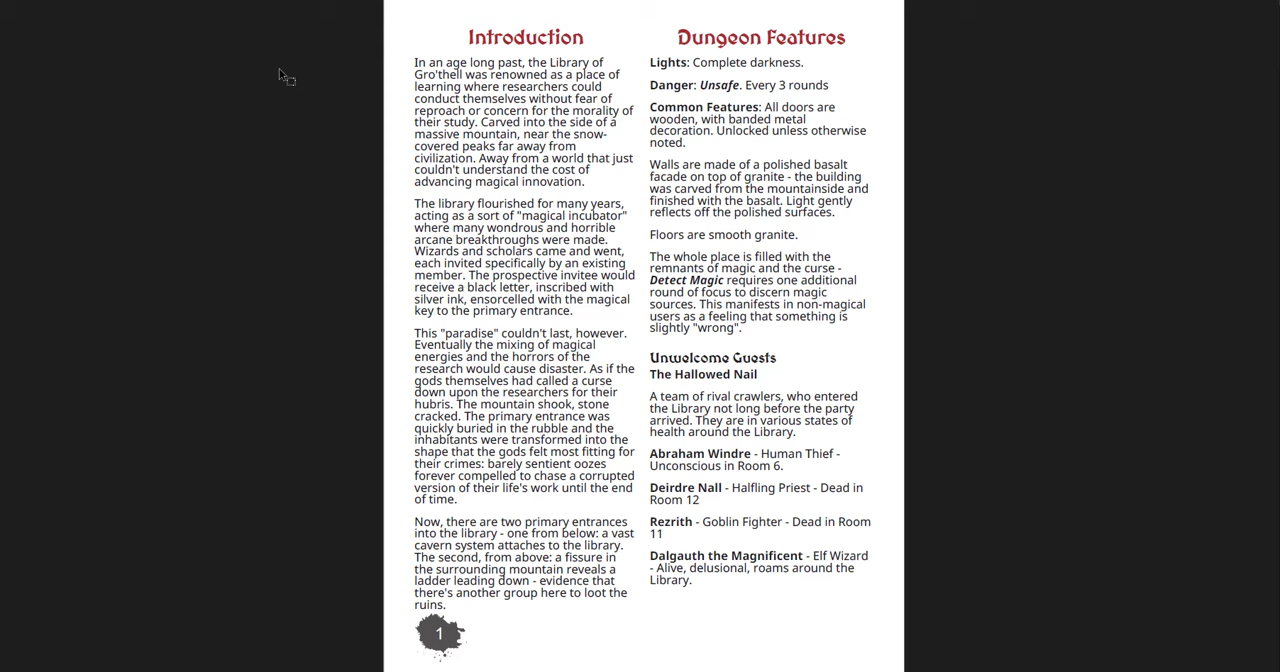 Introduction
In an age long past, the Library of
Gro'thell was renowned as a place of
learning where researchers could
conduct themselves without fear of
reproach or concern for the morality of
their study. Carved into the side of a
massive mountain, near the snow-
covered peaks far away from
civilization. Away from a world that just
couldn't understand the cost of
advancing magical innovation.
The library flourished for many years,
acting as a sort of "magical incubator"
where many wondrous and horrible
arcane breakthroughs were made.
Wizards and scholars came and went,
each invited specifically by an existing
member. The prospective invitee would
receive a black letter, inscribed with
silver ink, ensorcelled with the magical
key to the primary entrance.
This "paradise" couldn't last, however.
Eventually the mixing of magical
energies and the horrors of the
research would cause disaster. As if the
gods themselves had called a curse
down upon the researchers for their
hubris. The mountain shook, stone
cracked. The primary entrance was
quickly buried in the rubble and the
inhabitants were transformed into the
shape that the gods felt most fitting for
their crimes: barely sentient oozes
forever compelled to chase a corrupted
version of their life's work until the end
of time.
Now, there are two primary entrances
into the library - one from below: a vast
cavern system attaches to the library.
The second, from above: a fissure in
the surrounding mountain reveals a
ladder leading down - evidence that
there's another group here to loot the
ruins.
1
Dungeon Features
Lights: Complete darkness.
Danger: Unsafe. Every 3 rounds
Common Features: All doors are
wooden, with banded metal
decoration. Unlocked unless otherwise
noted.
Walls are made of a polished basalt
facade on top of granite - the building
was carved from the mountainside and
finished with the basalt. Light gently
reflects off the polished surfaces.
Floors are smooth granite.
The whole place is filled with the
remnants of magic and the curse -
Detect Magic requires one additional
round of focus to discern magic
sources. This manifests in non-magical
users as a feeling that something is
slightly "wrong".
Unwelcome Guests
The Hallowed Nail
A team of rival crawlers, who entered
the Library not long before the party
arrived. They are in various states of
health around the Library.
Abraham Windre - Human Thief -
Unconscious in Room 6.
Deirdre Nall - Halfling Priest - Dead in
Room 12
Rezrith - Goblin Fighter - Dead in Room
11
Dalgauth the Magnificent - Elf Wizard
- Alive, delusional, roams around the
Library.